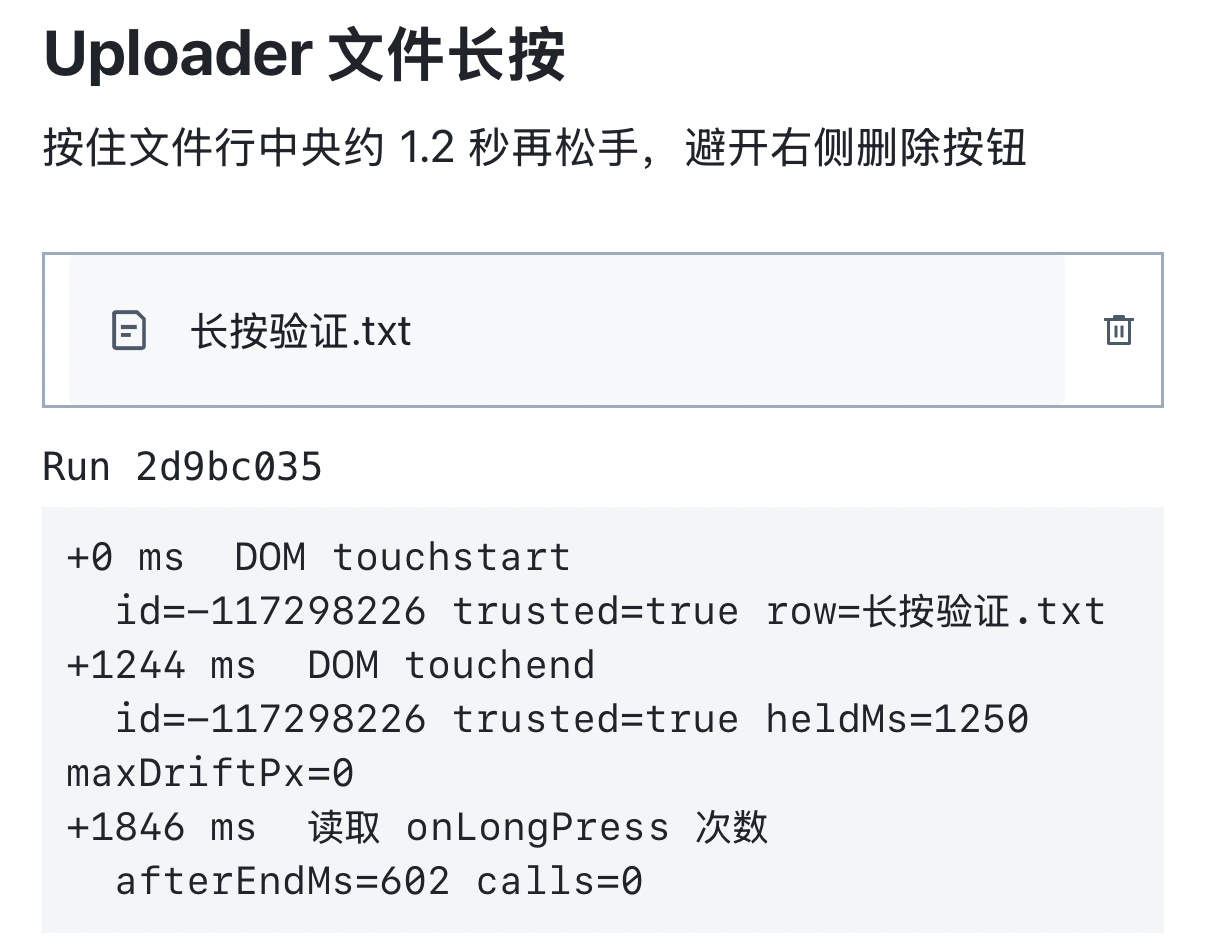 Uploader 文件长按
按住文件行中央约 1.2 秒再松手，避开右侧删除按钮
长按验证.txt
Run 2d9bc035
+0 ms  DOM touchstart
  id=-117298226 trusted=true row=长按验证.txt
+1244 ms  DOM touchend
  id=-117298226 trusted=true heldMs=1250
maxDriftPx=0
+1846 ms  读取 onLongPress 次数
  afterEndMs=602 calls=0